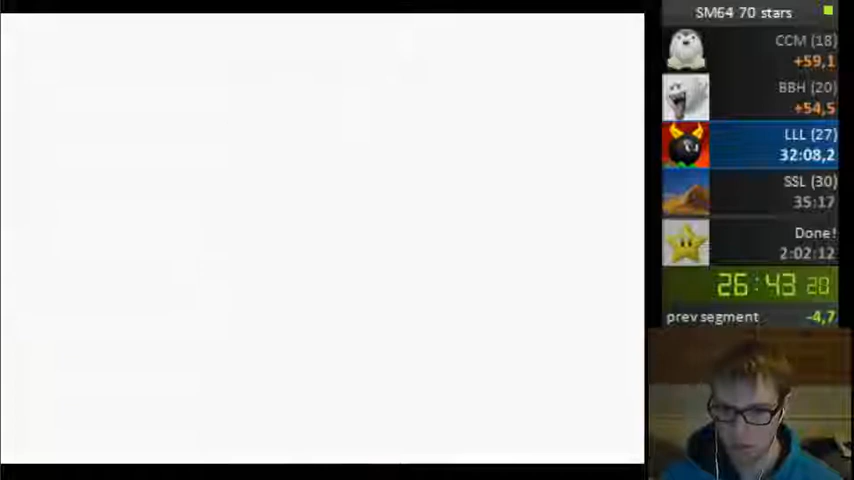 SM64 70 stars
CCM (18)
+59,1
BBH (20)
+54,5
LLL (27)
32:08,2
SSL (30)
35:17
Done!
2:02:12
26:43 20
prev segment -4,7